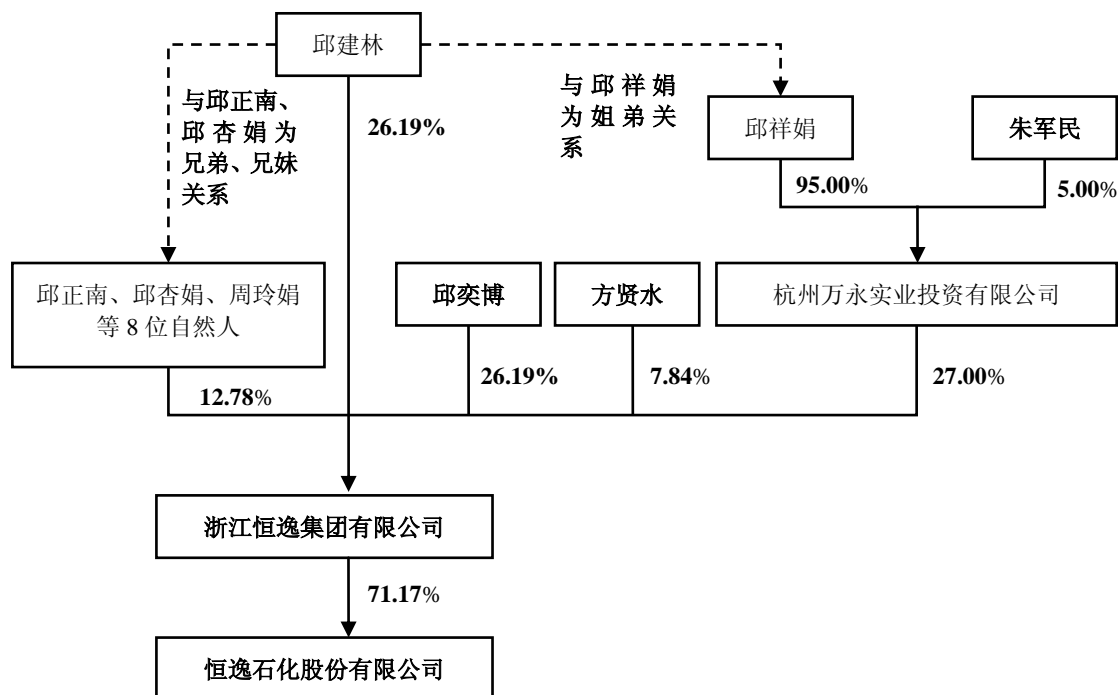 邱建林
与邱正南、
邱杏娟为
兄弟、兄妹
关系
26.19%
与邱祥娟
为姐弟关
系
邱祥娟
朱军民
95.00%
5.00%
邱正南、邱杏娟、周玲娟
等 8 位自然人
邱奕博
方贤水
杭州万永实业投资有限公司
12.78%
26.19%
7.84%
27.00%
浙江恒逸集团有限公司
71.17%
恒逸石化股份有限公司